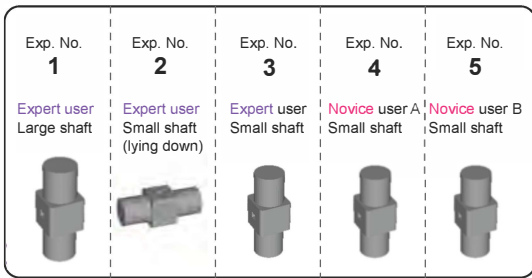 Exp. No.
1
Expert user
Large shaft
Exp. No.
2
Expert user
Small shaft
(lying down)
Exp. No.
3
Expert user
Small shaft
Exp. No.
4
Novice user A
Small shaft
Exp. No.
5
Novice user B
Small shaft